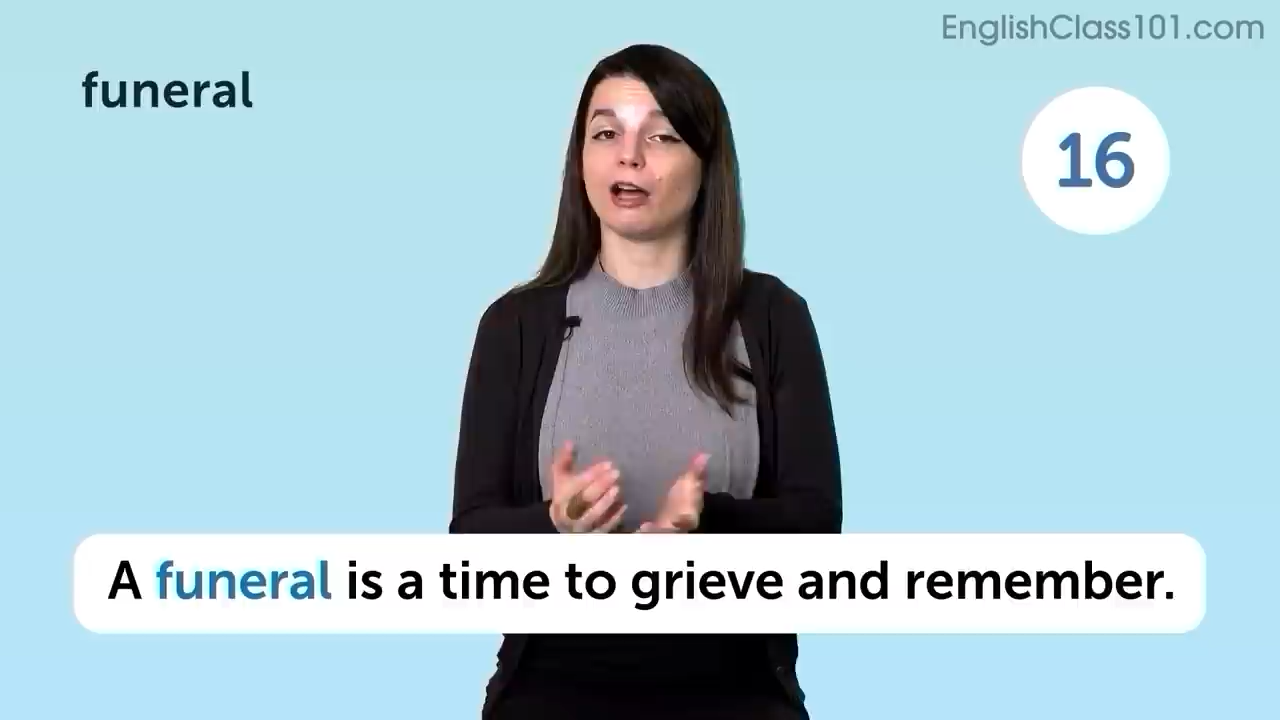 EnglishClass101.com
funeral
16
A funeral is a time to grieve and remember.